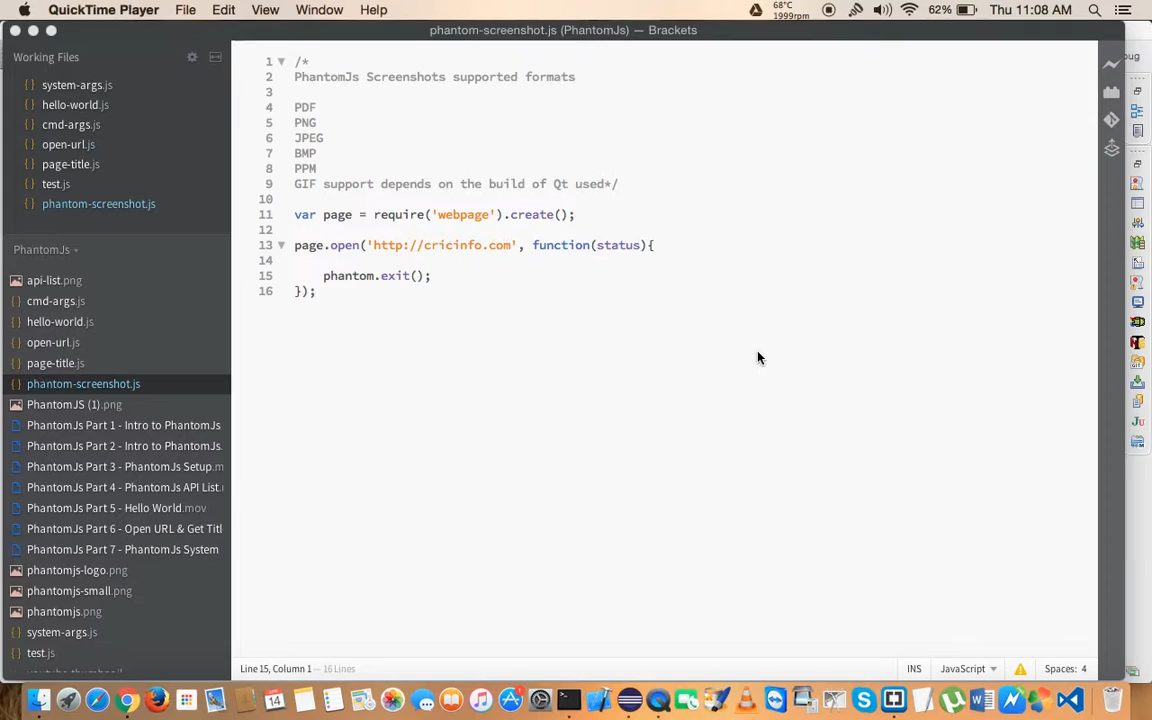 QuickTime Player File Edit View Window Help 68°C 1999rpm 62% Thu 11:08 AM
phantom-screenshot.js (PhantomJs) — Brackets
Working Files
system-args.js
hello-world.js
cmd-args.js
open-url.js
page-title.js
test.js
phantom-screenshot.js
PhantomJs
api-list.png
cmd-args.js
hello-world.js
open-url.js
page-title.js
phantom-screenshot.js
PhantomJS (1).png
PhantomJs Part 1 - Intro to PhantomJs
PhantomJs Part 2 - Intro to PhantomJs.
PhantomJs Part 3 - PhantomJs Setup.m
PhantomJs Part 4 - PhantomJs API List.
PhantomJs Part 5 - Hello World.mov
PhantomJs Part 6 - Open URL & Get Titl
PhantomJs Part 7 - PhantomJs System
phantomjs-logo.png
phantomjs-small.png
phantomjs.png
system-args.js
test.js
1 /*
2 PhantomJs Screenshots supported formats
3
4 PDF
5 PNG
6 JPEG
7 BMP
8 PPM
9 GIF support depends on the build of Qt used*/
10
11 var page = require('webpage').create();
12
13 page.open('http://cricinfo.com', function(status){
14
15 phantom.exit();
16 });
Line 15, Column 1 — 16 Lines
INS JavaScript Spaces: 4
bug
Ju
14